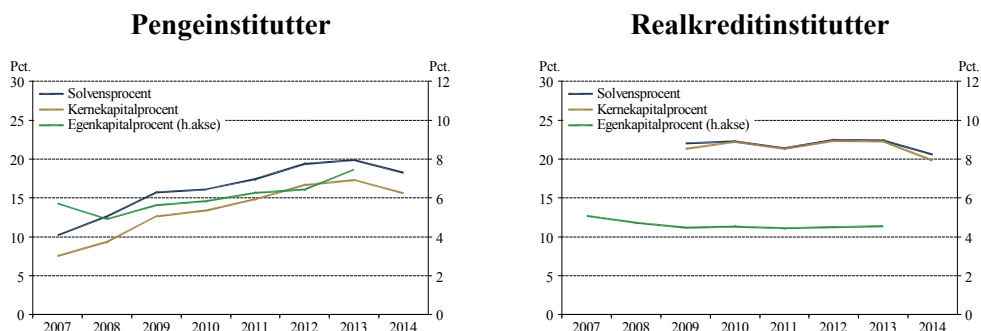 Pengeinstitutter
Pct.
Pct.
30
25
20
15
10
5
0
12
10
8
6
4
2
0
Solvensprocent
Kernekapitalprocent
Egenkapitalprocent (h.akse)
2007 2008 2009 2010 2011 2012 2013 2014
Realkreditinstitutter
Pct.
Pct.
30
25
20
15
10
5
0
12
10
8
6
4
2
0
Solvensprocent
Kernekapitalprocent
Egenkapitalprocent (h.akse)
2007 2008 2009 2010 2011 2012 2013 2014